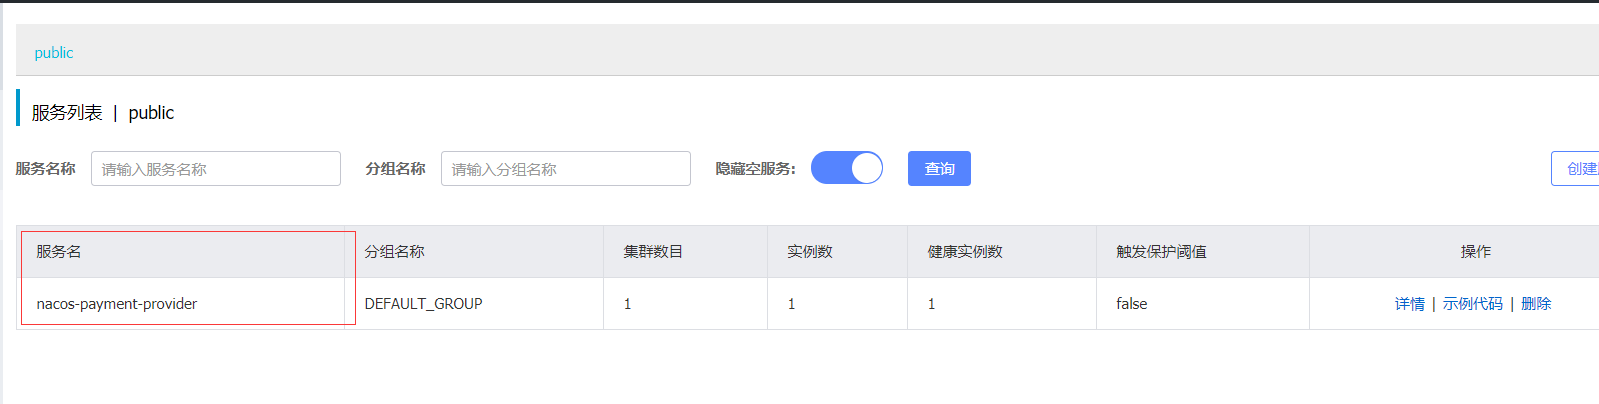 public
服务列表 | public
服务名称 请输入服务名称 分组名称 请输入分组名称 隐藏空服务: 查询 创建
服务名 分组名称 集群数目 实例数 健康实例数 触发保护阈值 操作
nacos-payment-provider DEFAULT_GROUP 1 1 1 false 详情 | 示例代码 | 删除